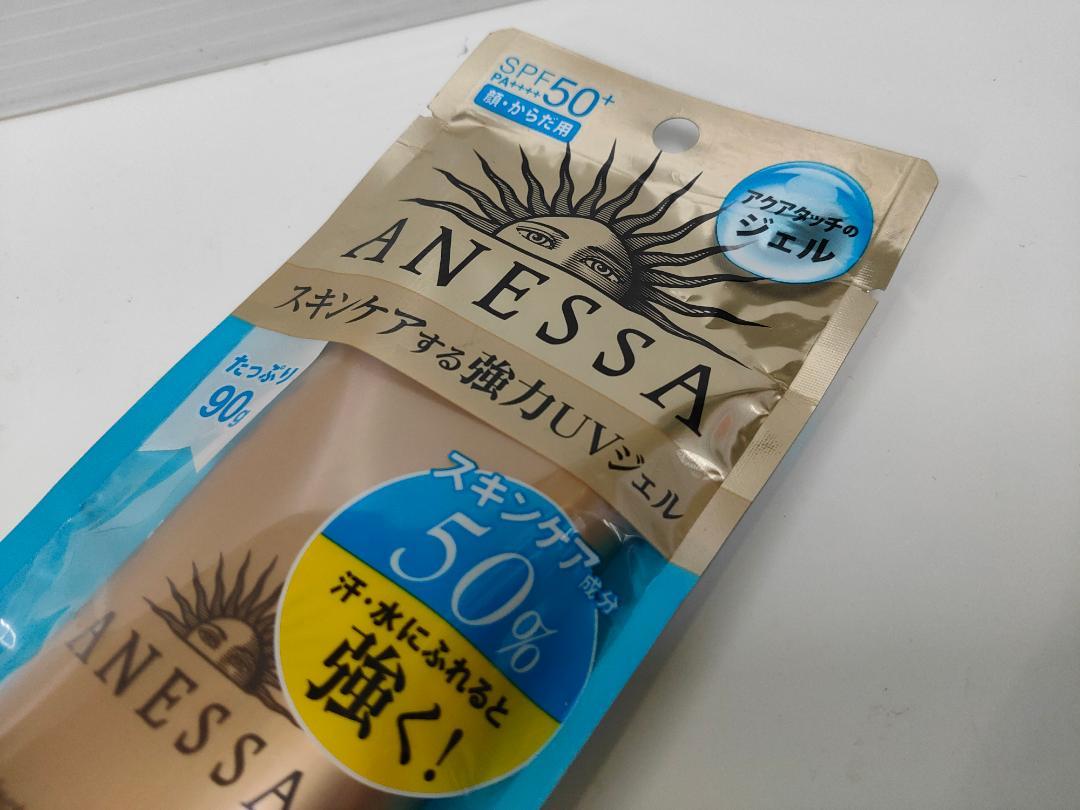 SPF50+
PA++++
顔・からだ用
アクアタッチの
ジェル
ANESSA
スキンケアする強力UVジェル
たっぷり
90g
スキンケア成分
50%
汗・水にふれると
強く!
ANESSA